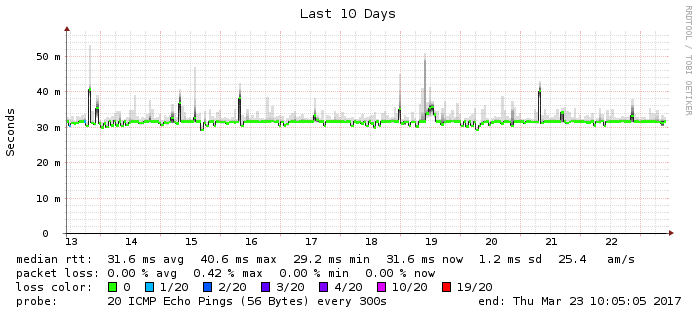 Last 10 Days
RRDTOOL / TOBI OETIKER
Seconds
50 m
40 m
30 m
20 m
10 m
0
13 14 15 16 17 18 19 20 21 22
median rtt: 31.6 ms avg 40.6 ms max 29.2 ms min 31.6 ms now 1.2 ms sd 25.4 am/s
packet loss: 0.00 % avg 0.42 % max 0.00 % min 0.00 % now
loss color: 0 1/20 2/20 3/20 4/20 10/20 19/20
probe: 20 ICMP Echo Pings (56 Bytes) every 300s end: Thu Mar 23 10:05:05 2017